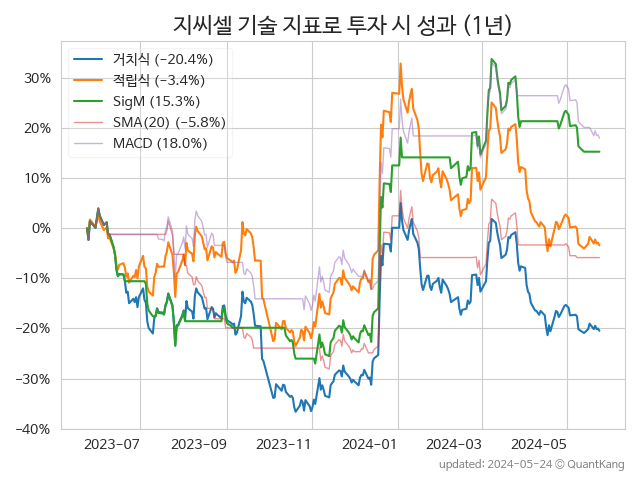 지씨셀 기술 지표로 투자 시 성과 (1년)
거치식 (−20.4%)
적립식 (−3.4%)
SigM (15.3%)
SMA(20) (−5.8%)
MACD (18.0%)
30%
20%
10%
0%
−10%
−20%
−30%
−40%
2023−07
2023−09
2023−11
2024−01
2024−03
2024−05
updated: 2024−05−24 © QuantKang